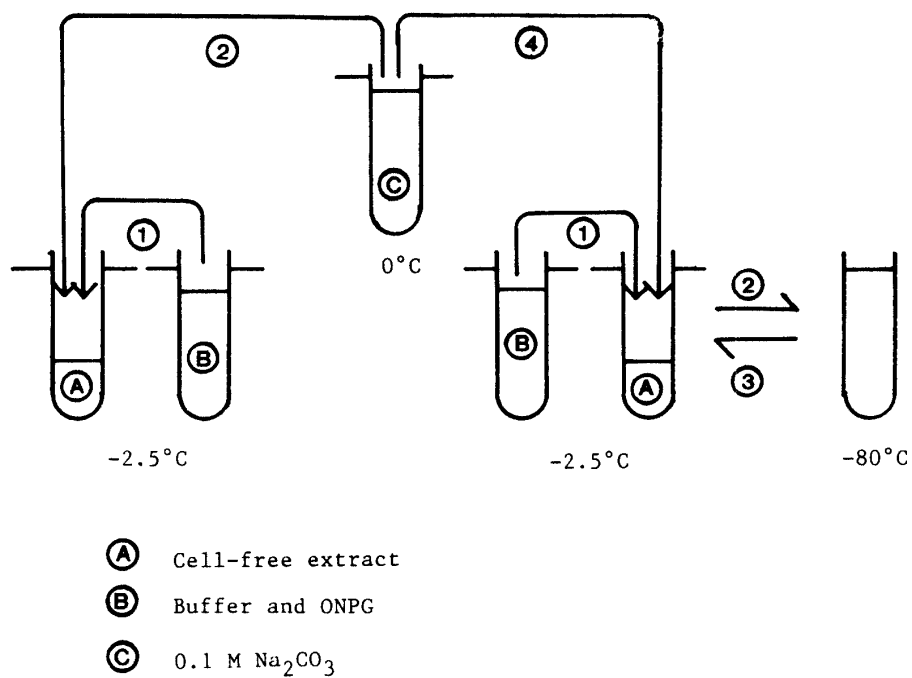 2
4
C
0°C
1
1
2
B
B
3
A
A
-2.5°C
-2.5°C
-80°C
A Cell-free extract
B Buffer and ONPG
C 0.1 M Na₂CO₃